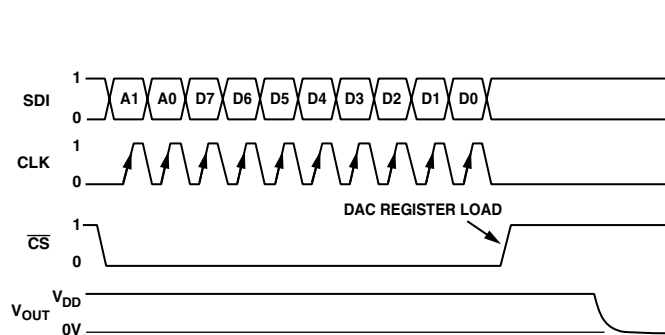 SDI 1 0 A1 A0 D7 D6 D5 D4 D3 D2 D1 D0
CLK 1 0
DAC REGISTER LOAD
CS 1 0
VOUT VDD 0V